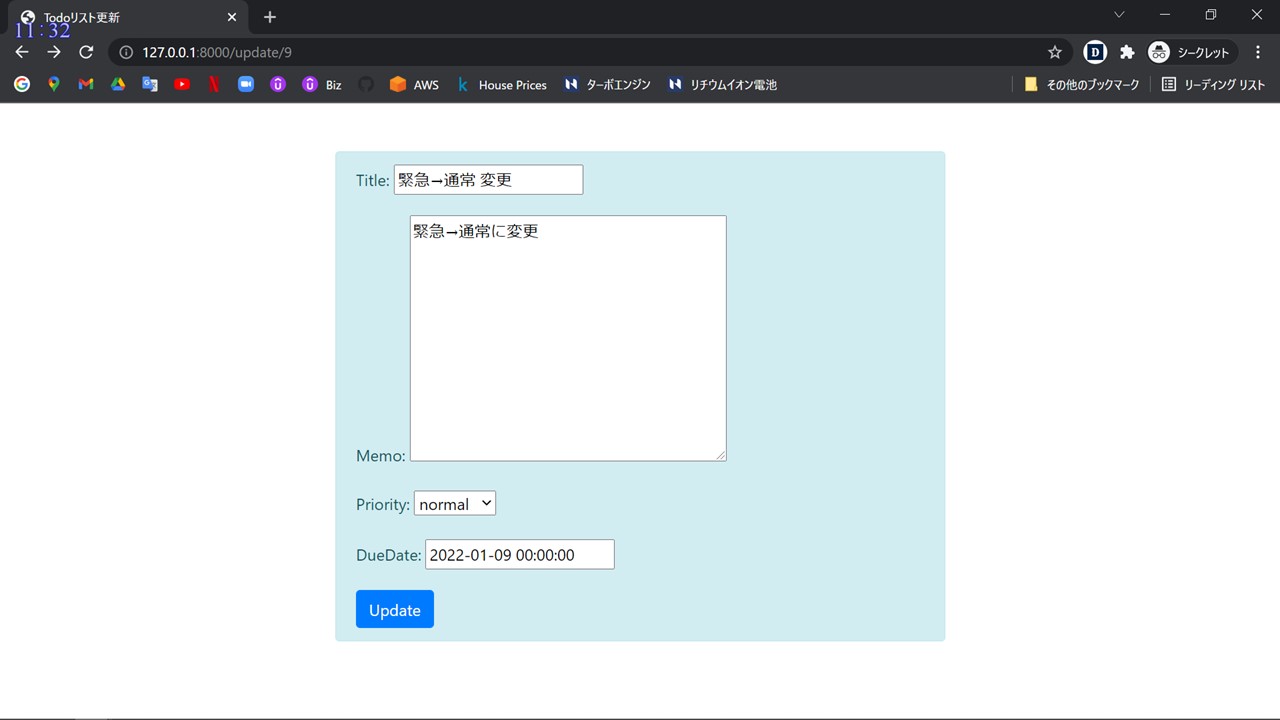 Todoリスト更新
11:32
127.0.0.1:8000/update/9
シークレット
Biz
AWS
House Prices
ターボエンジン
リチウムイオン電池
その他のブックマーク
リーディング リスト
Title: 緊急→通常 変更
緊急→通常に変更
Memo:
Priority: normal
DueDate: 2022-01-09 00:00:00
Update